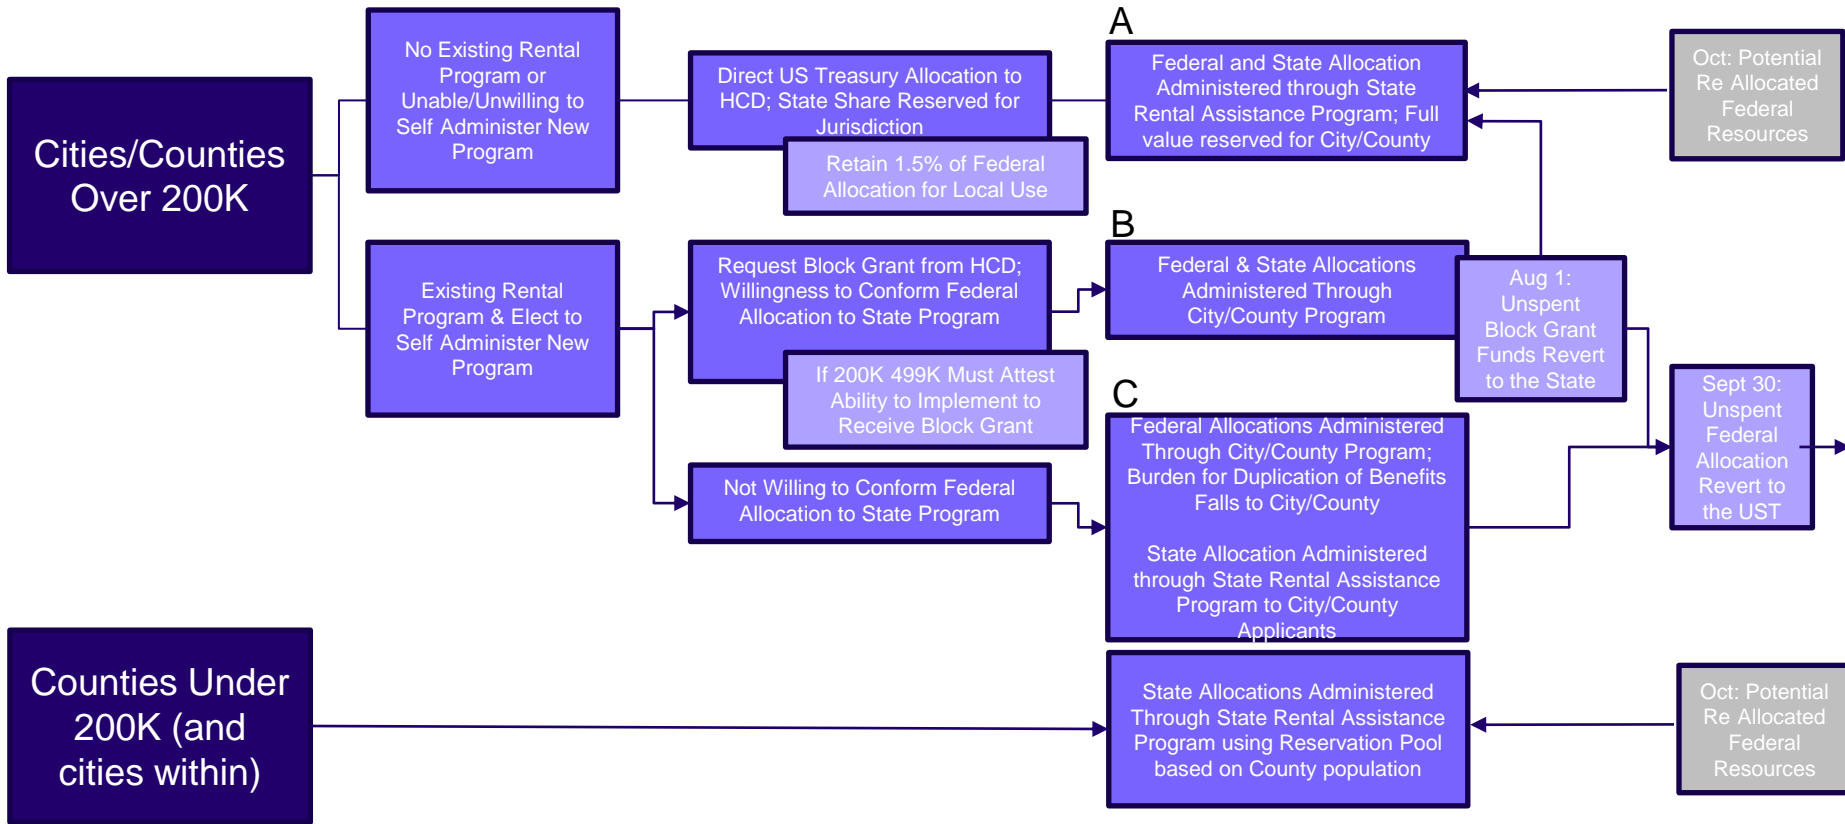 Cities/Counties
Over 200K
No Existing Rental
Program or
Unable/Unwilling to
Self Administer New
Program
Direct US Treasury Allocation to
HCD; State Share Reserved for
Jurisdiction
Retain 1.5% of Federal
Allocation for Local Use
A
Federal and State Allocation
Administered through State
Rental Assistance Program; Full
value reserved for City/County
Oct: Potential
Re Allocated
Federal
Resources
Existing Rental
Program & Elect to
Self Administer New
Program
Request Block Grant from HCD;
Willingness to Conform Federal
Allocation to State Program
If 200K 499K Must Attest
Ability to Implement to
Receive Block Grant
B
Federal & State Allocations
Administered Through
City/County Program
Aug 1:
Unspent
Block Grant
Funds Revert
to the State
Not Willing to Conform Federal
Allocation to State Program
C
Federal Allocations Administered
Through City/County Program;
Burden for Duplication of Benefits
Falls to City/County
State Allocation Administered
through State Rental Assistance
Program to City/County
Applicants
Sept 30:
Unspent
Federal
Allocation
Revert to
the UST
Counties Under
200K (and
cities within)
State Allocations Administered
Through State Rental Assistance
Program using Reservation Pool
based on County population
Oct: Potential
Re Allocated
Federal
Resources